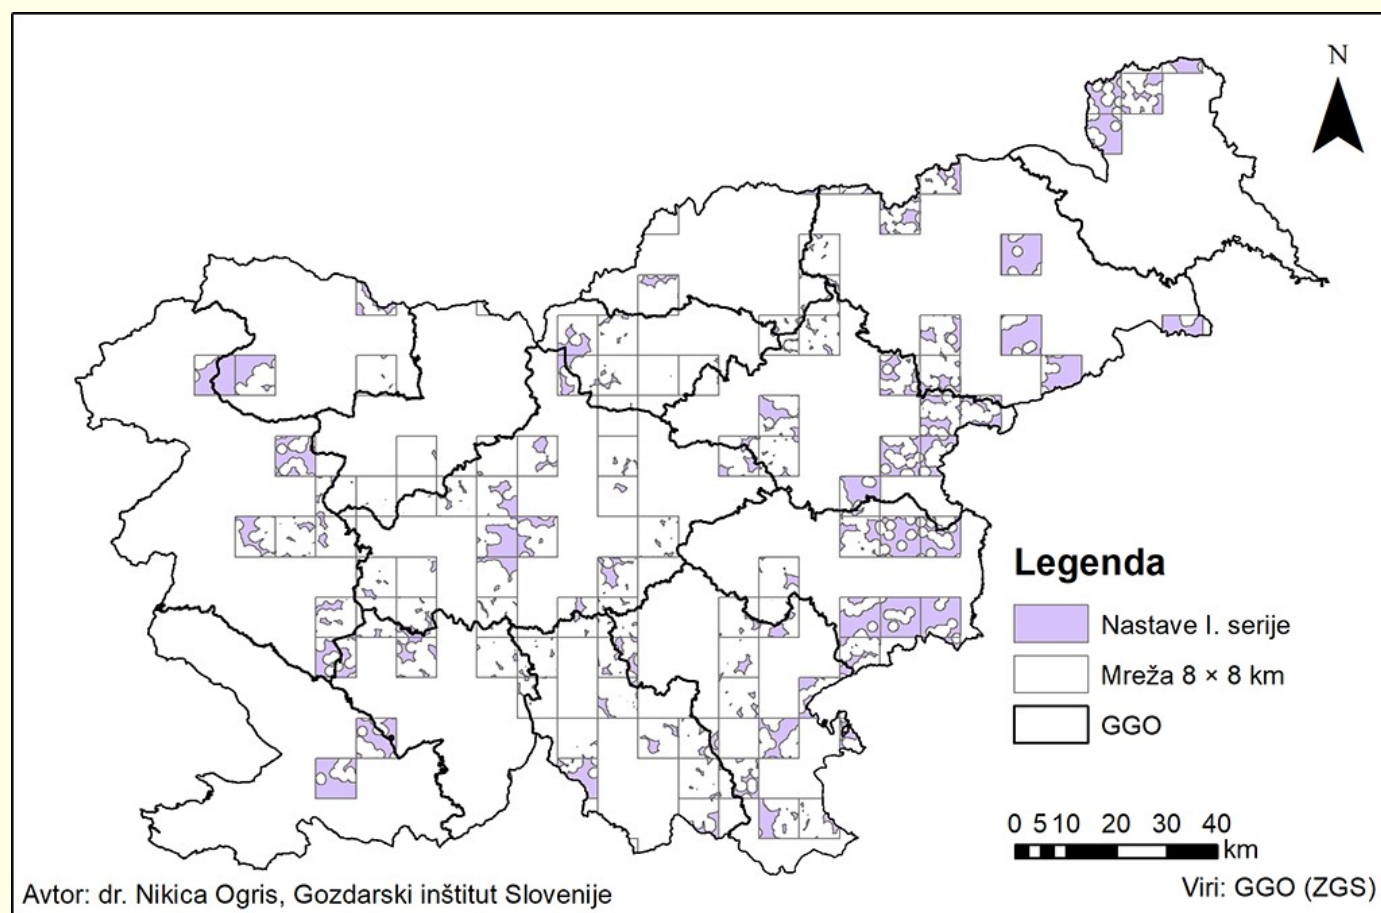 N
Legenda
Nastave I. serije
Mreža 8 × 8 km
GGO
0 5 10 20 30 40
km
Avtor: dr. Nikica Ogris, Gozdarski inštitut Slovenije
Viri: GGO (ZGS)